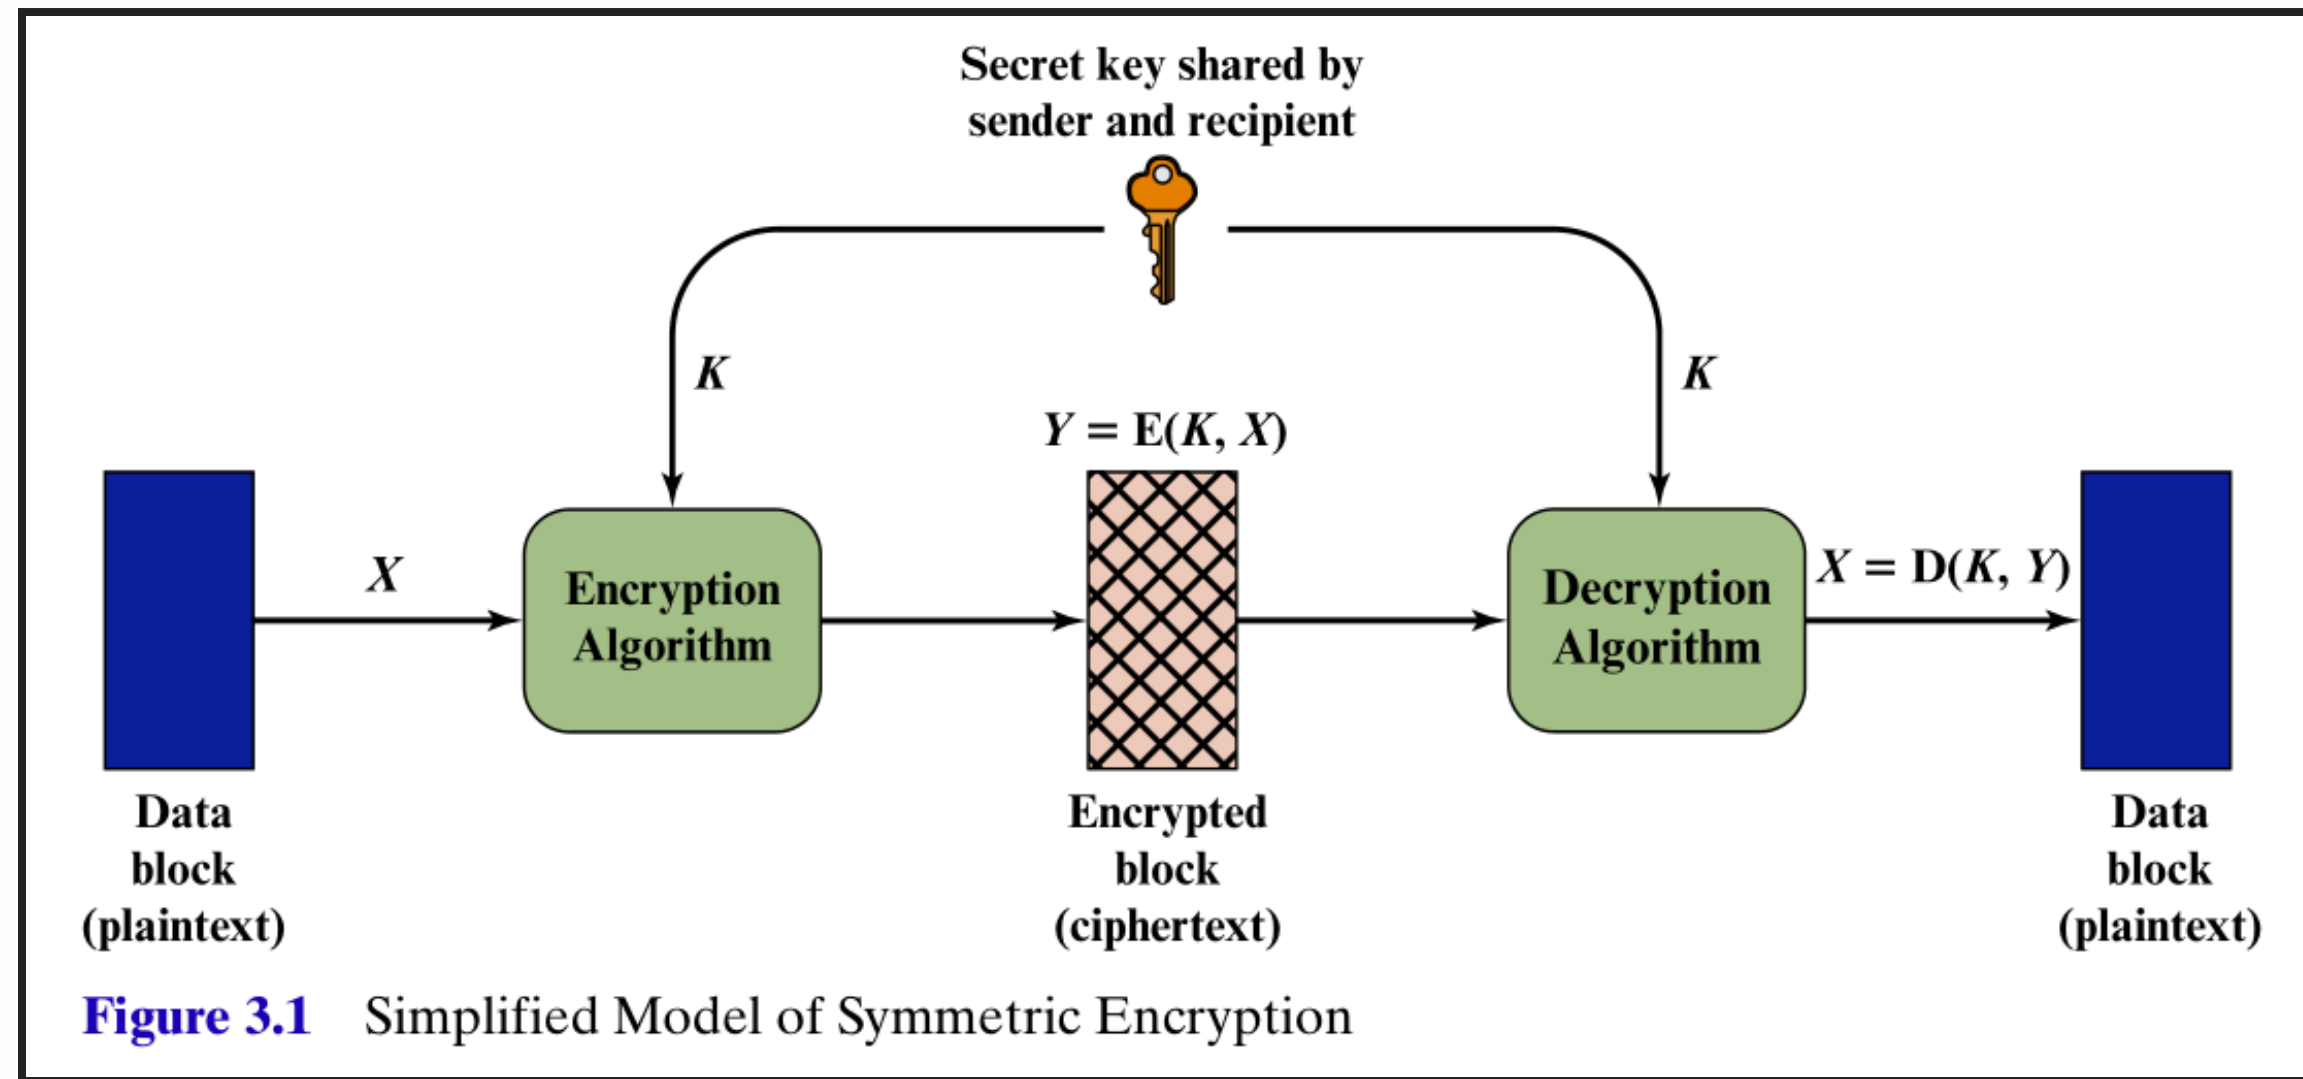 Secret key shared by
sender and recipient
K
K
Y = E(K, X)
X
Encryption
Algorithm
Decryption
Algorithm
X = D(K, Y)
Data
block
(plaintext)
Encrypted
block
(ciphertext)
Data
block
(plaintext)
Figure 3.1 Simplified Model of Symmetric Encryption